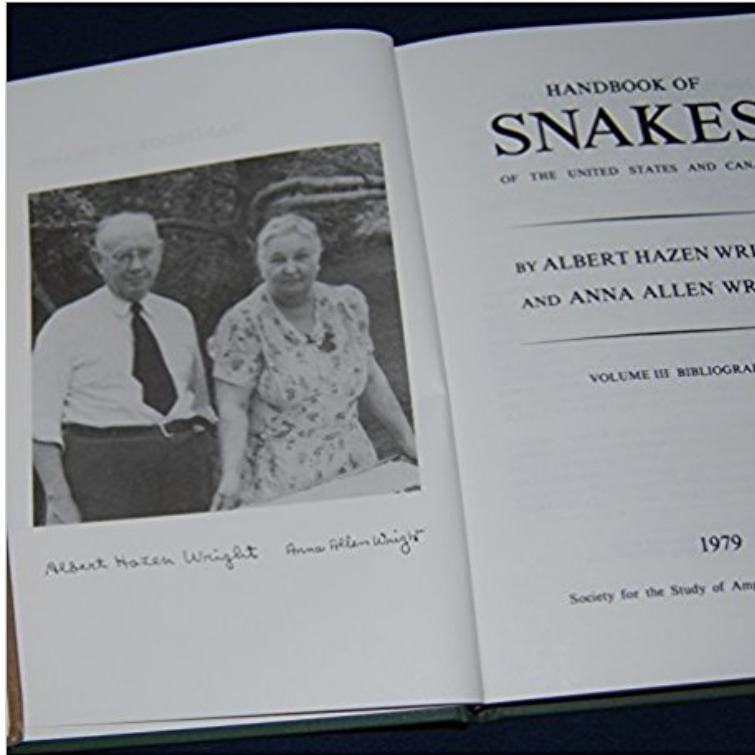 Albert Hazen Wright Anna Allen Wright
HANDBOOK OF
SNAKES
OF THE UNITED STATES AND CANA
BY ALBERT HAZEN WRI
AND ANNA ALLEN WR
VOLUME III BIBLIOGRA
1979
Society for the Study of Amp